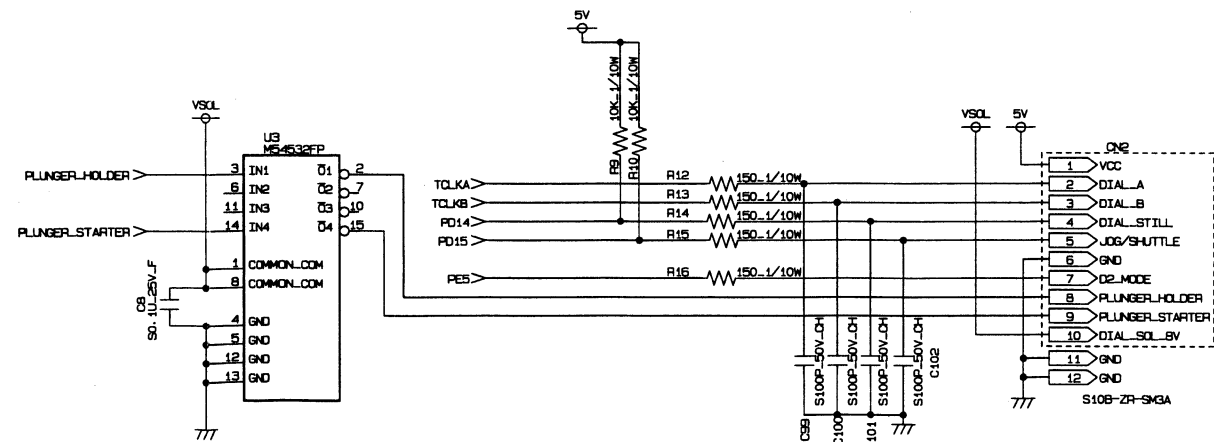 5V
10K_1/10W
10K_1/10W
R9
R10
VSOL
U3
M54532FP
PLUNGER_HOLDER
3 IN1
6 IN2
11 IN3
PLUNGER_STARTER
14 IN4
1 COMMON_COM
8 COMMON_COM
4 GND
5 GND
12 GND
13 GND
O1 2
O2 7
O3 10
O4 15
C8
S0.1U_25V_F
TCLKA
R12
150_1/10W
TCLKB
R13
150_1/10W
PD14
R14
150_1/10W
PD15
R15
150_1/10W
PE5
R16
150_1/10W
S100P_50V_CH
S100P_50V_CH
S100P_50V_CH
S100P_50V_CH
C99
C100
101
C102
VSOL
5V
CN2
1 VCC
2 DIAL_A
3 DIAL_B
4 DIAL_STILL
5 JOG/SHUTTLE
6 GND
7 D2_MODE
8 PLUNGER_HOLDER
9 PLUNGER_STARTER
10 DIAL_SOL_8V
11 GND
12 GND
S10B-ZR-SM3A